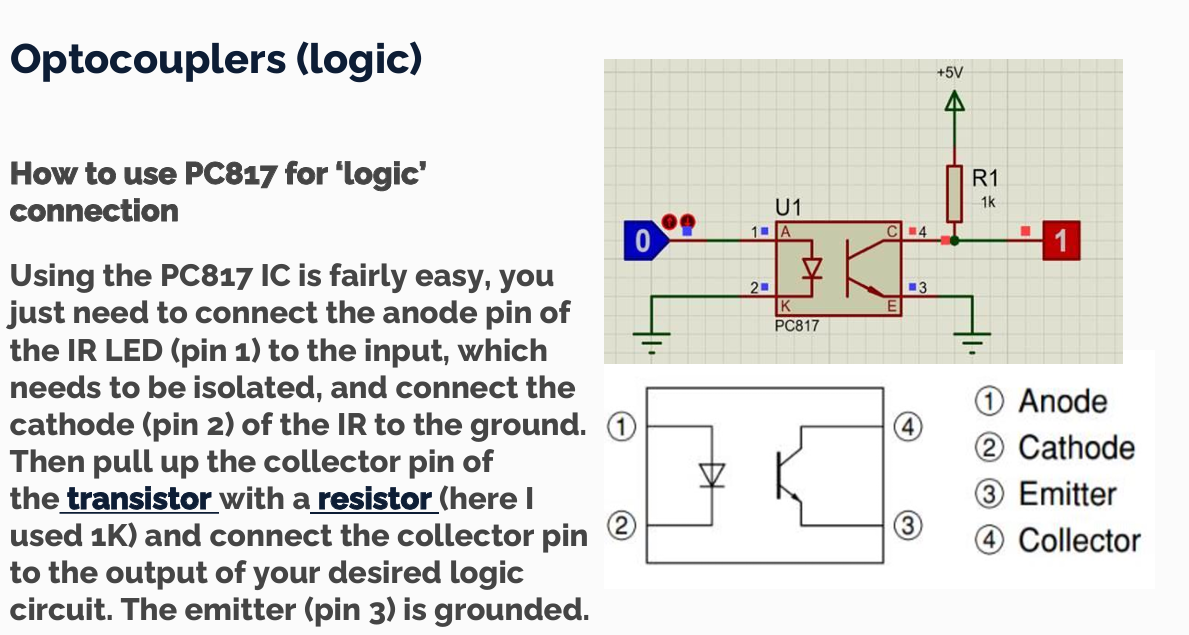 Optocouplers (logic)
How to use PC817 for ‘logic’
connection
Using the PC817 IC is fairly easy, you
just need to connect the anode pin of
the IR LED (pin 1) to the input, which
needs to be isolated, and connect the
cathode (pin 2) of the IR to the ground.
Then pull up the collector pin of
the transistor with a resistor (here I
used 1K) and connect the collector pin
to the output of your desired logic
circuit. The emitter (pin 3) is grounded.
+5V
R1
1k
U1
0
1
A
C
4
1
2
K
E
3
PC817
1
2
4
3
① Anode
② Cathode
③ Emitter
④ Collector